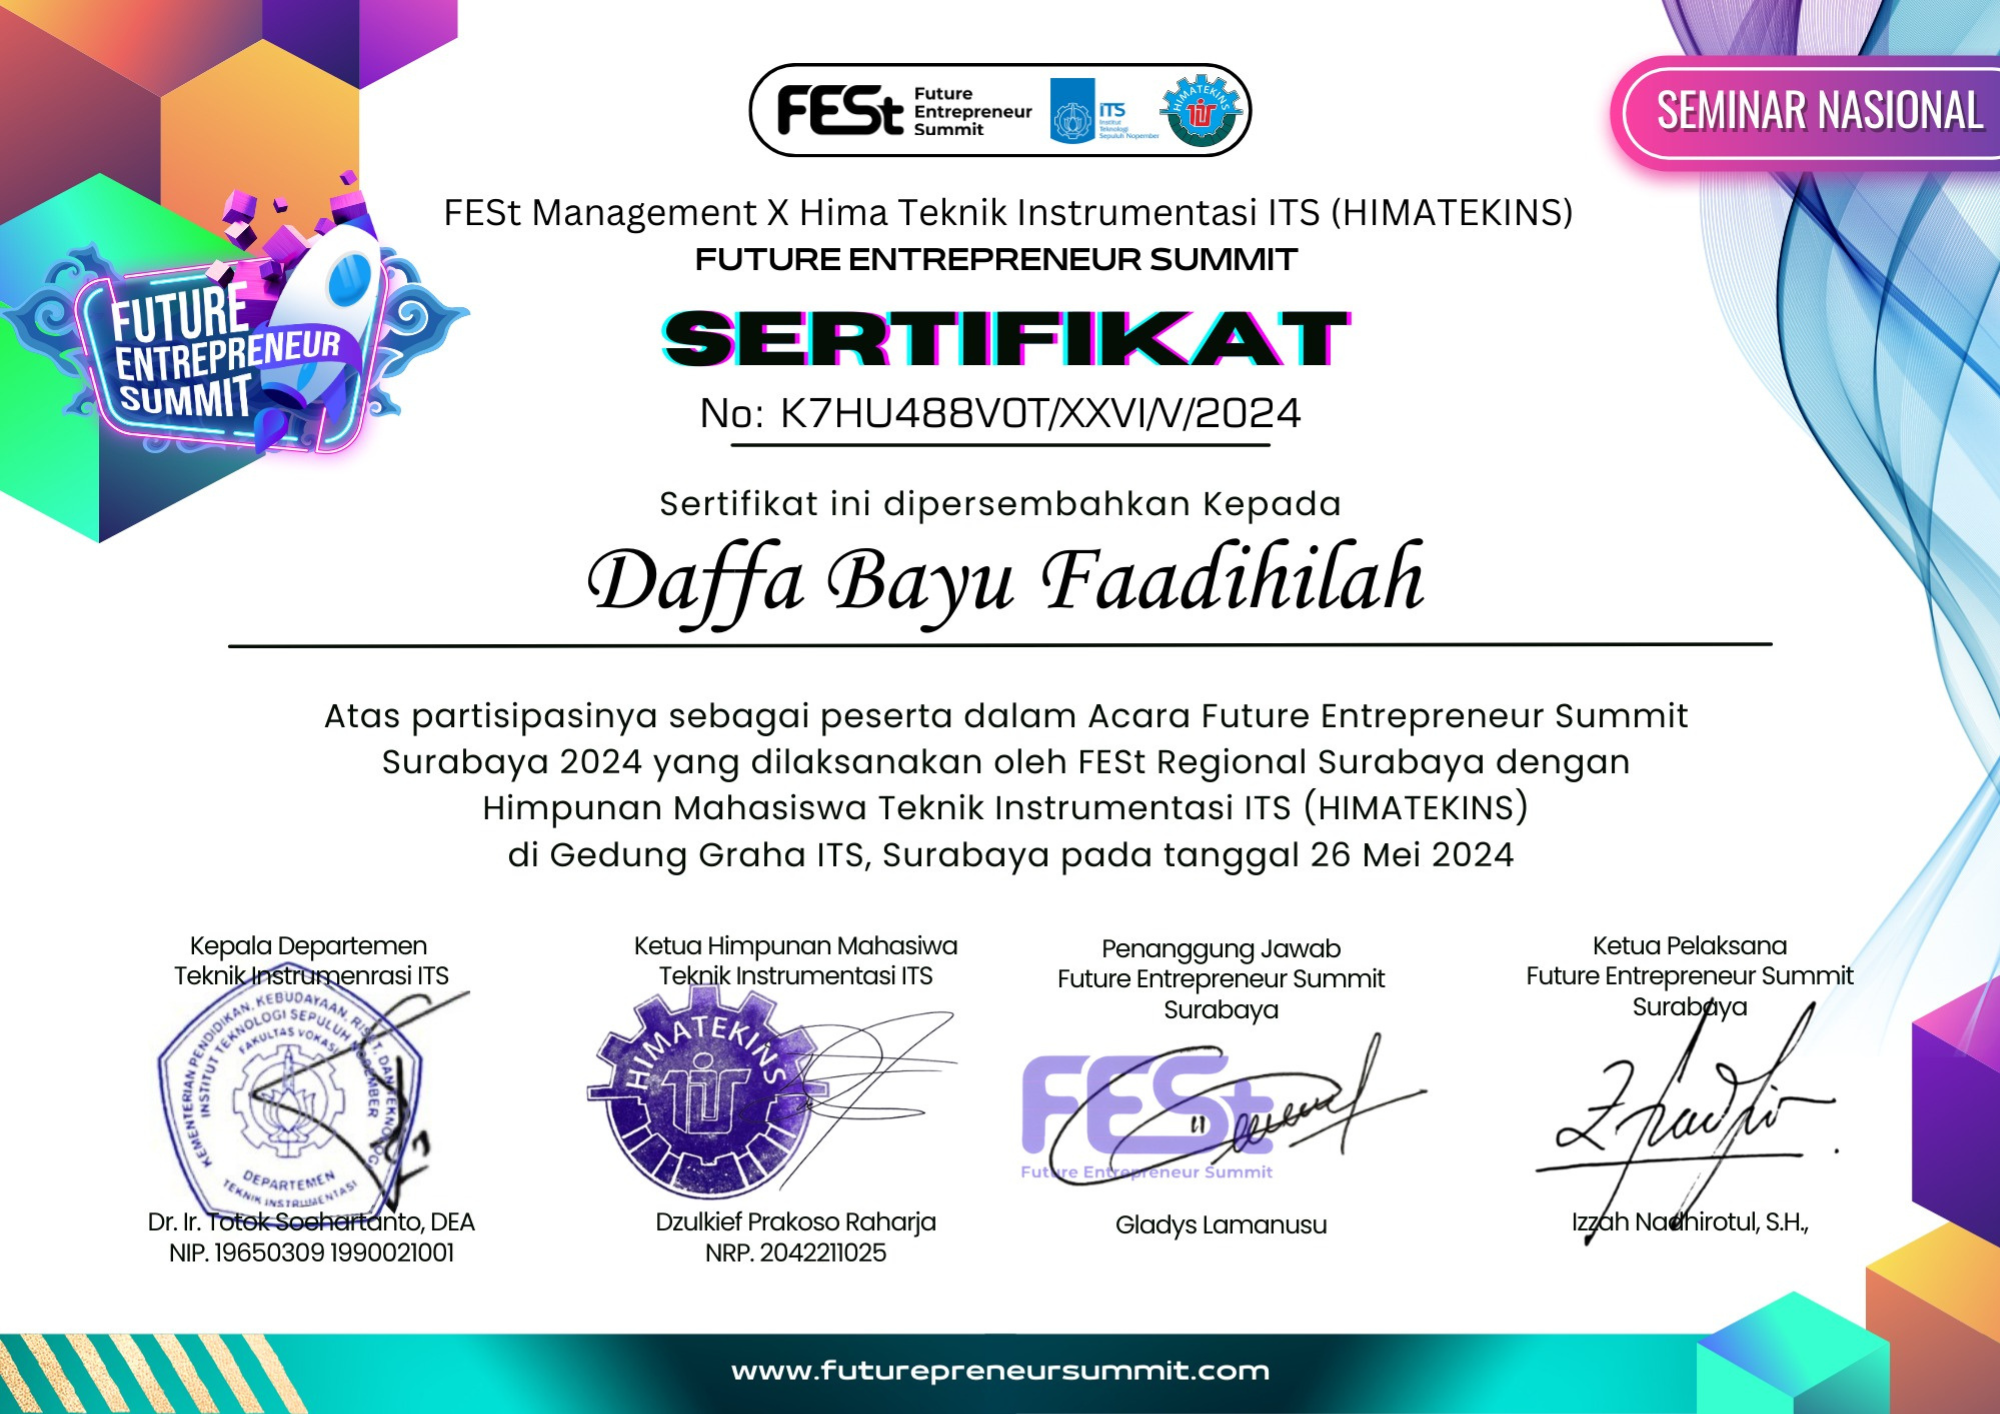 FESt Future
Entrepreneur
Summit
iTS
Institut
Teknologi
Sepuluh Nopember
HIMATEKINS
SEMINAR NASIONAL
FESt Management X Hima Teknik Instrumentasi ITS (HIMATEKINS)
FUTURE ENTREPRENEUR SUMMIT
FUTURE
ENTREPRENEUR
SUMMIT
SERTIFIKAT
No: K7HU488V0T/XXVI/V/2024
Sertifikat ini dipersembahkan Kepada
Daffa Bayu Faadihilah
Atas partisipasinya sebagai peserta dalam Acara Future Entrepreneur Summit
Surabaya 2024 yang dilaksanakan oleh FESt Regional Surabaya dengan
Himpunan Mahasiswa Teknik Instrumentasi ITS (HIMATEKINS)
di Gedung Graha ITS, Surabaya pada tanggal 26 Mei 2024
Kepala Departemen
Teknik Instrumenrasi ITS
KEMENTERIAN PENDIDIKAN, KEBUDAYAAN, RISET, DAN TEKNOLOGI
INSTITUT TEKNOLOGI SEPULUH NOPEMBER
FAKULTAS VOKASI
DEPARTEMEN
TEKNIK INSTRUMENTASI
Dr. Ir. Totok Soehartanto, DEA
NIP. 19650309 1990021001
Ketua Himpunan Mahasiwa
Teknik Instrumentasi ITS
HIMATEKINS
Dzulkief Prakoso Raharja
NRP. 2042211025
Penanggung Jawab
Future Entrepreneur Summit
Surabaya
FESt
Future Entrepreneur Summit
Gladys Lamanusu
Ketua Pelaksana
Future Entrepreneur Summit
Surabaya
Izzah Nadhirotul, S.H.,
www.futurepreneursummit.com